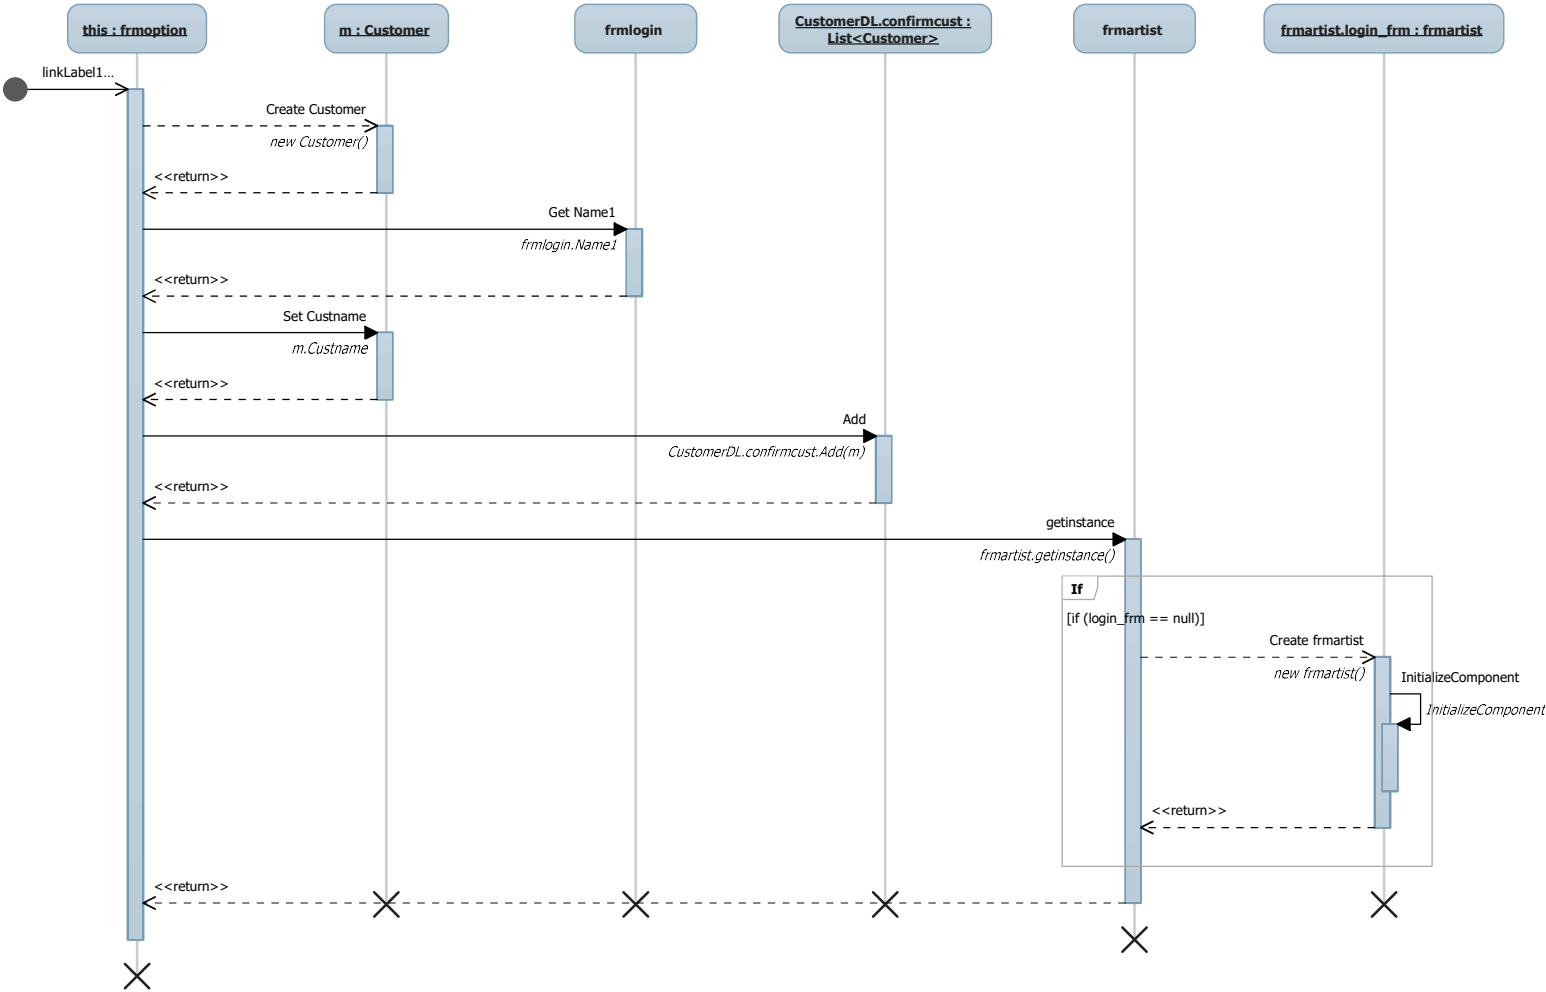 this : frmoption
m : Customer
frmlogin
CustomerDL.confirmcust :
List<Customer>
frmartist
frmartist.login_frm : frmartist
linkLabel1...
Create Customer
new Customer()
<<return>>
Get Name1
frmlogin.Name1
<<return>>
Set Custname
m.Custname
<<return>>
Add
CustomerDL.confirmcust.Add(m)
<<return>>
getinstance
frmartist.getinstance()
If
[if (login_frm == null)]
Create frmartist
new frmartist()
InitializeComponent
InitializeComponent
<<return>>
<<return>>